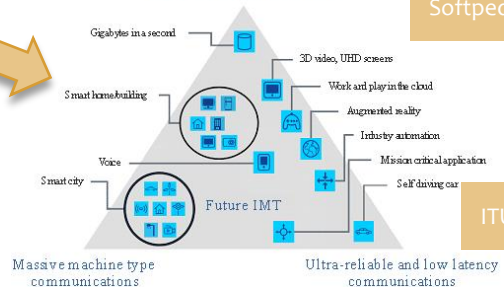 Softpec
Gigabytes in a second
3D video, UHD screens
Smart home/building
Work and play in the cloud
Augmented reality
Industry automation
Voice
Mission critical application
Smart city
Self driving car
Future IMT
ITU
Massive machine type
communications
Ultra-reliable and low latency
communications